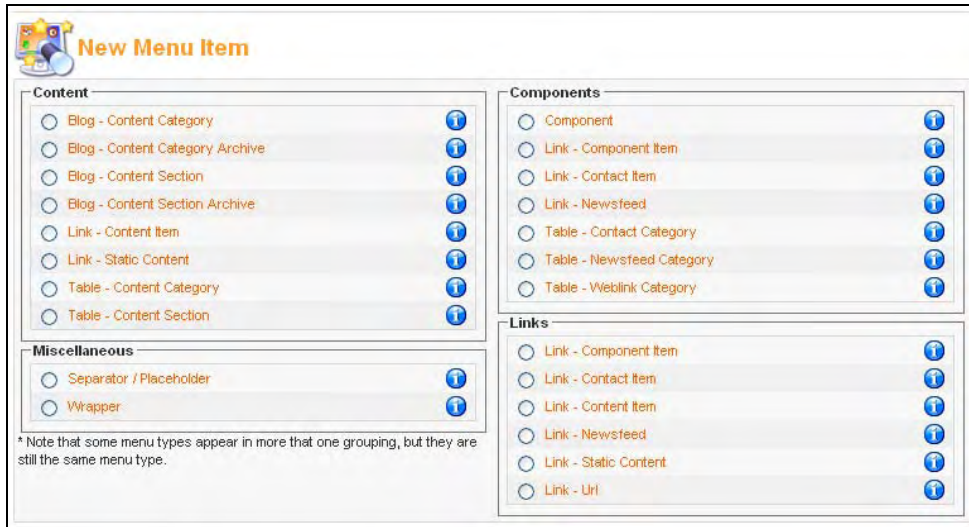 New Menu Item
Content
Blog - Content Category
Blog - Content Category Archive
Blog - Content Section
Blog - Content Section Archive
Link - Content Item
Link - Static Content
Table - Content Category
Table - Content Section
Miscellaneous
Separator / Placeholder
Wrapper
* Note that some menu types appear in more that one grouping, but they are
still the same menu type.
Components
Component
Link - Component Item
Link - Contact Item
Link - Newsfeed
Table - Contact Category
Table - Newsfeed Category
Table - Weblink Category
Links
Link - Component Item
Link - Contact Item
Link - Content Item
Link - Newsfeed
Link - Static Content
Link - Url